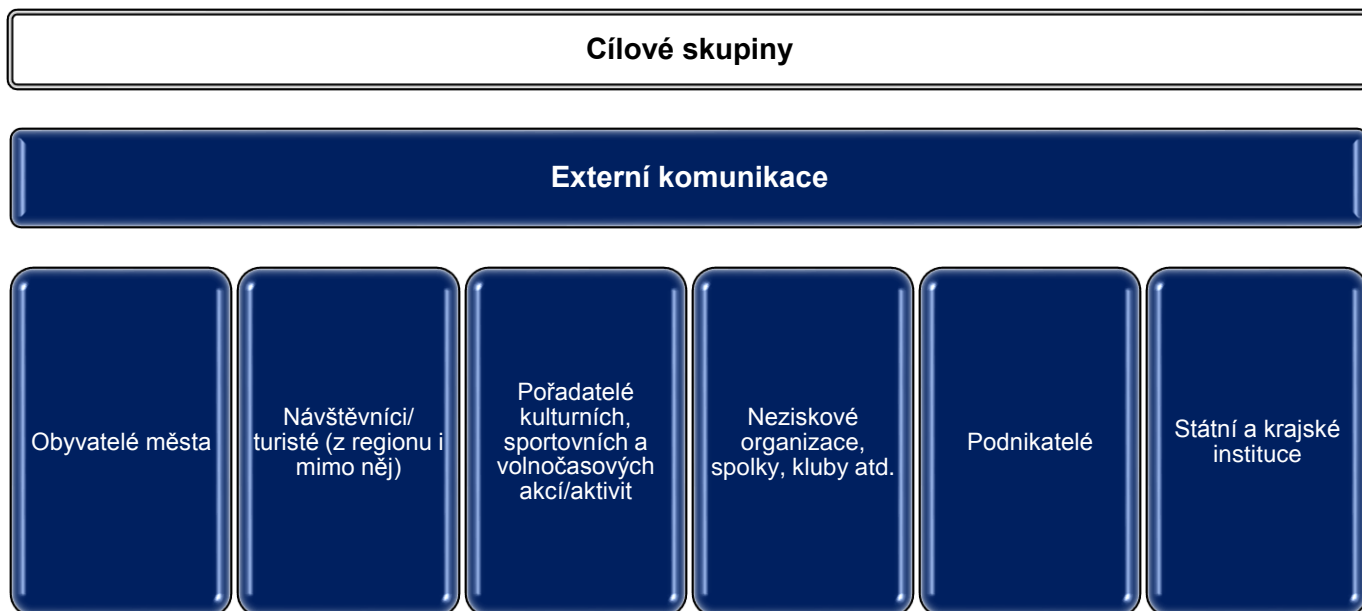 Cílové skupiny
Externí komunikace
Obyvatelé města
Návštěvníci/
turisté (z regionu i
mimo něj)
Pořadatelé
kulturních,
sportovních a
volnočasových
akcí/aktivit
Neziskové
organizace,
spolky, kluby atd.
Podnikatelé
Státní a krajské
instituce